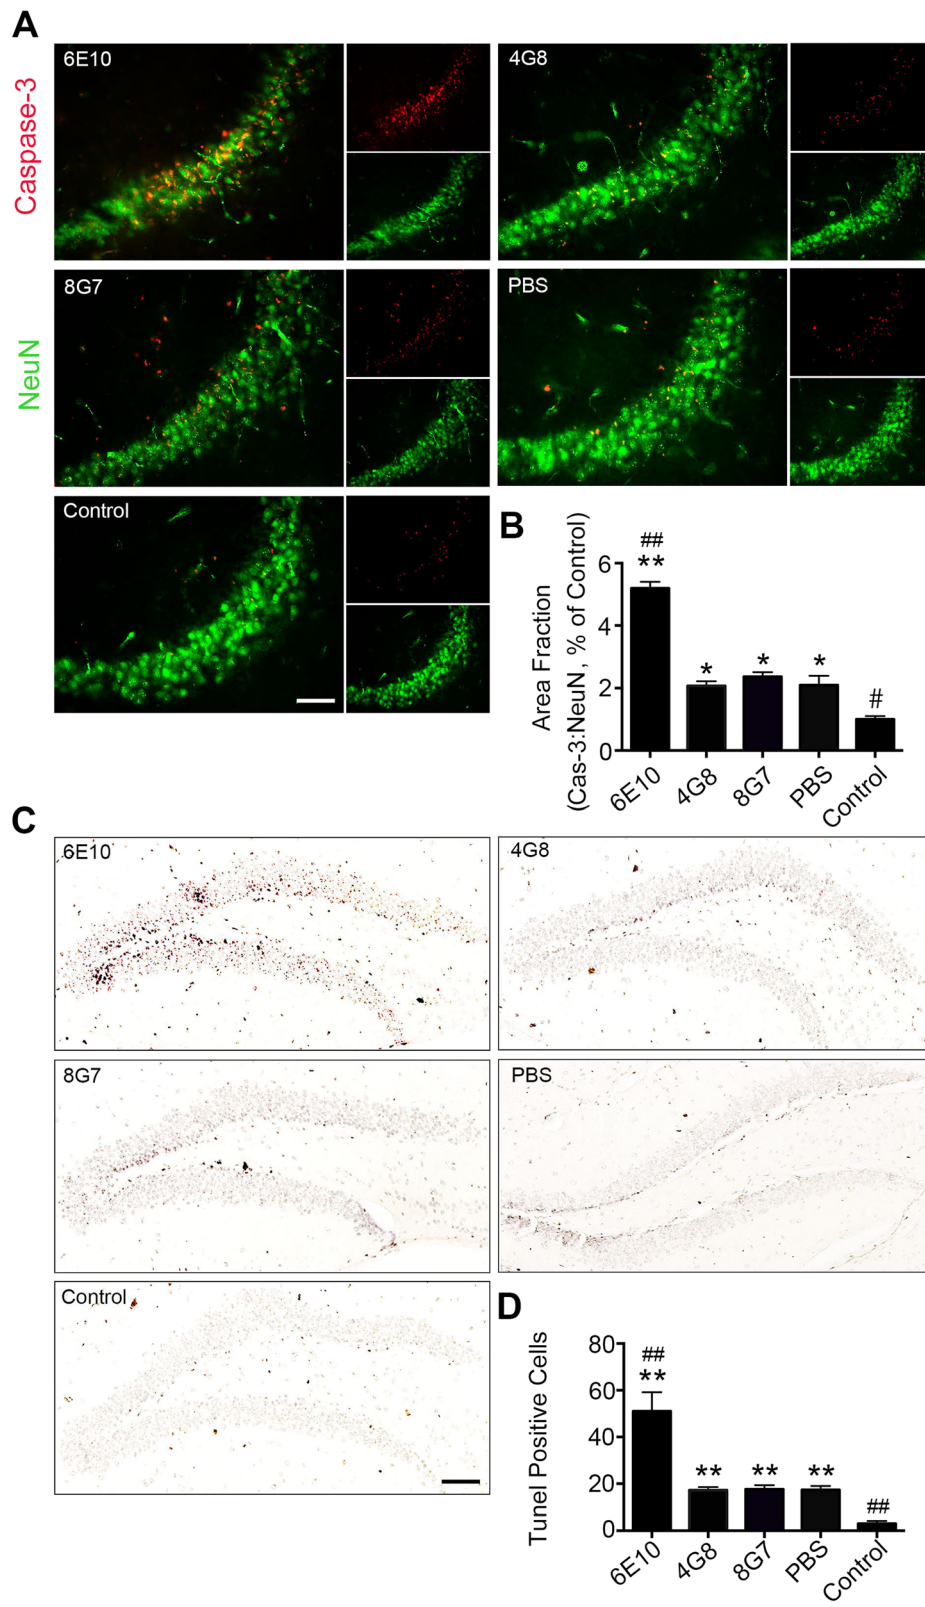 A
Caspase-3
NeuN
6E10
4G8
8G7
PBS
Control
B
Area Fraction
(Cas-3:NeuN, % of Control)
6
4
2
0
##
**
*
*
*
#
6E10
4G8
8G7
PBS
Control
C
6E10
4G8
8G7
PBS
Control
D
Tunel Positive Cells
80
60
40
20
0
##
**
**
**
**
##
6E10
4G8
8G7
PBS
Control